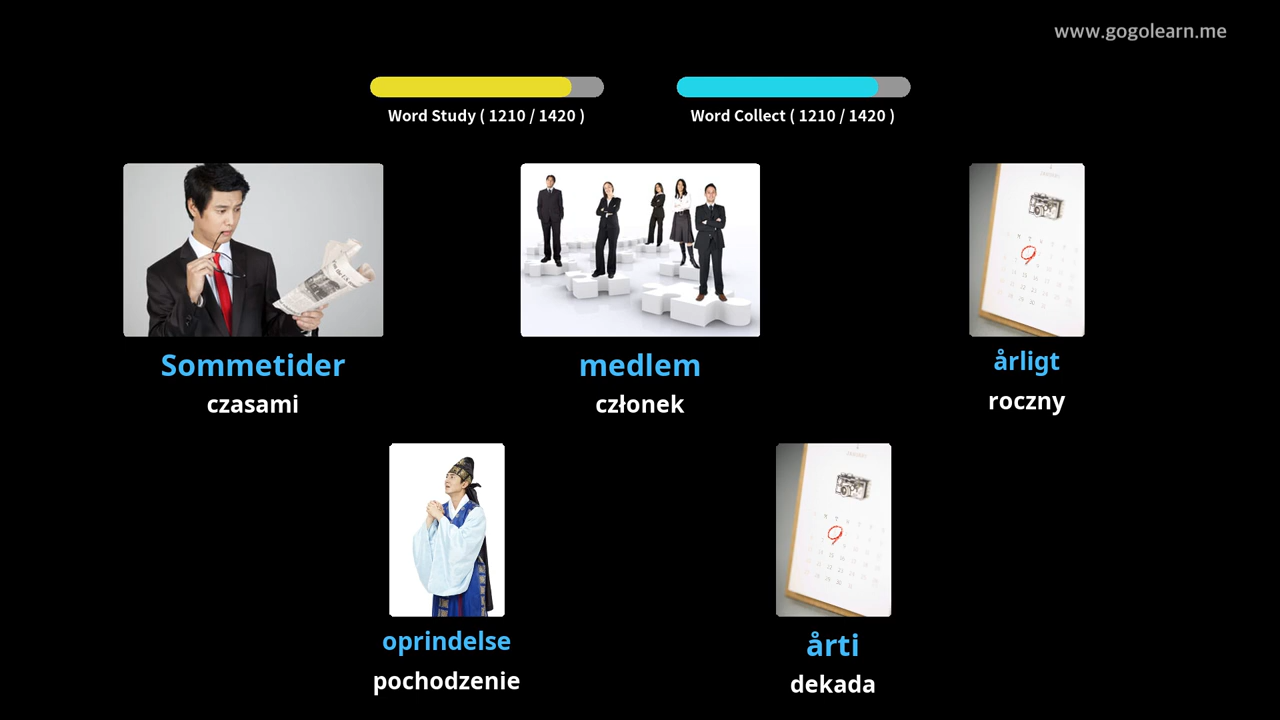 www.gogolearn.me
Word Study ( 1210 / 1420 )
Word Collect ( 1210 / 1420 )
Sommetider
czasami
medlem
członek
årligt
roczny
oprindelse
pochodzenie
årti
dekada